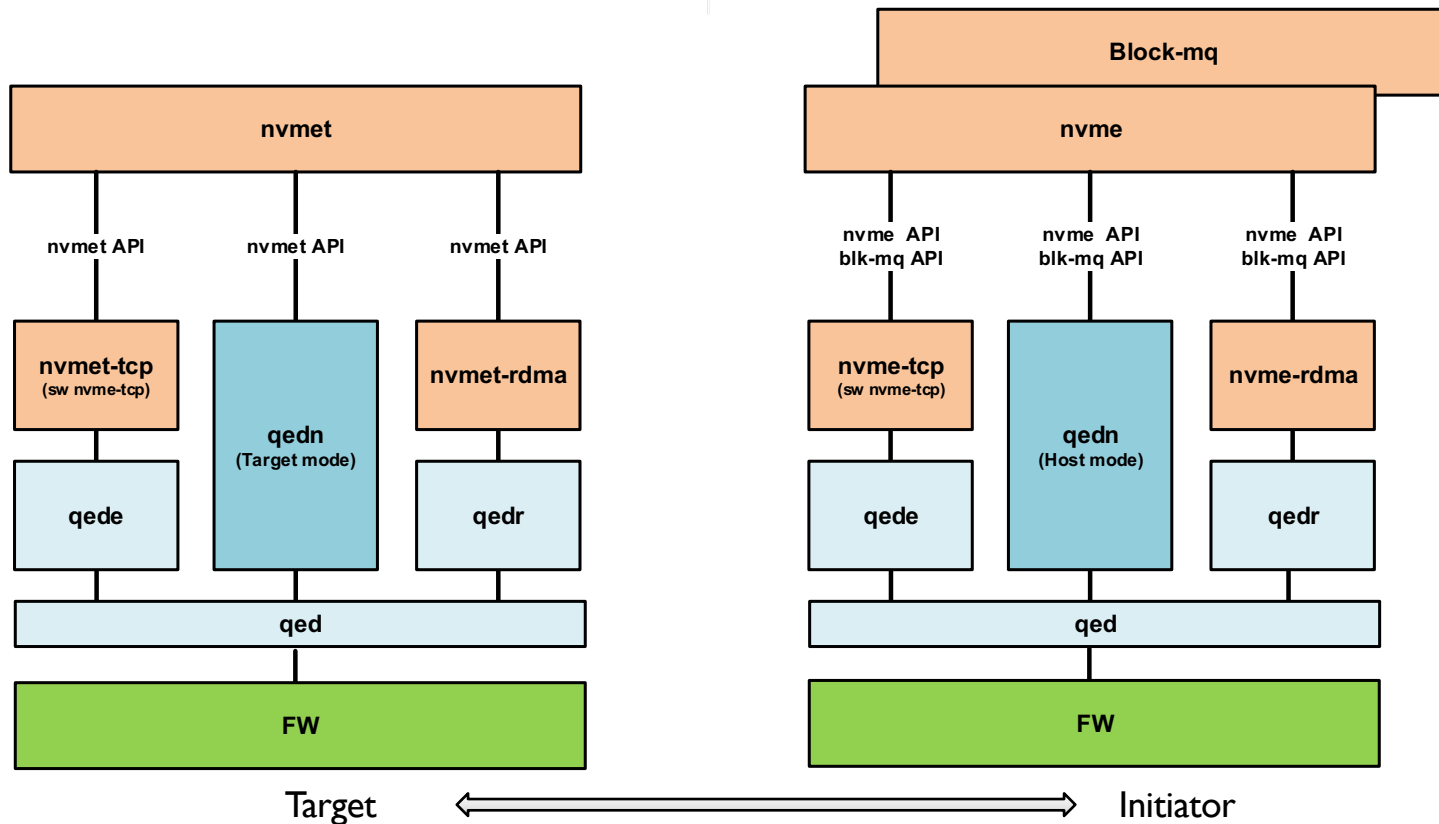 Block-mq
nvmet
nvme
nvmet API
nvmet API
nvmet API
nvme API
blk-mq API
nvme API
blk-mq API
nvme API
blk-mq API
nvmet-tcp
(sw nvme-tcp)
qedn
(Target mode)
nvmet-rdma
qede
qedr
qed
FW
nvme-tcp
(sw nvme-tcp)
qedn
(Host mode)
nvme-rdma
qede
qedr
qed
FW
Target
Initiator